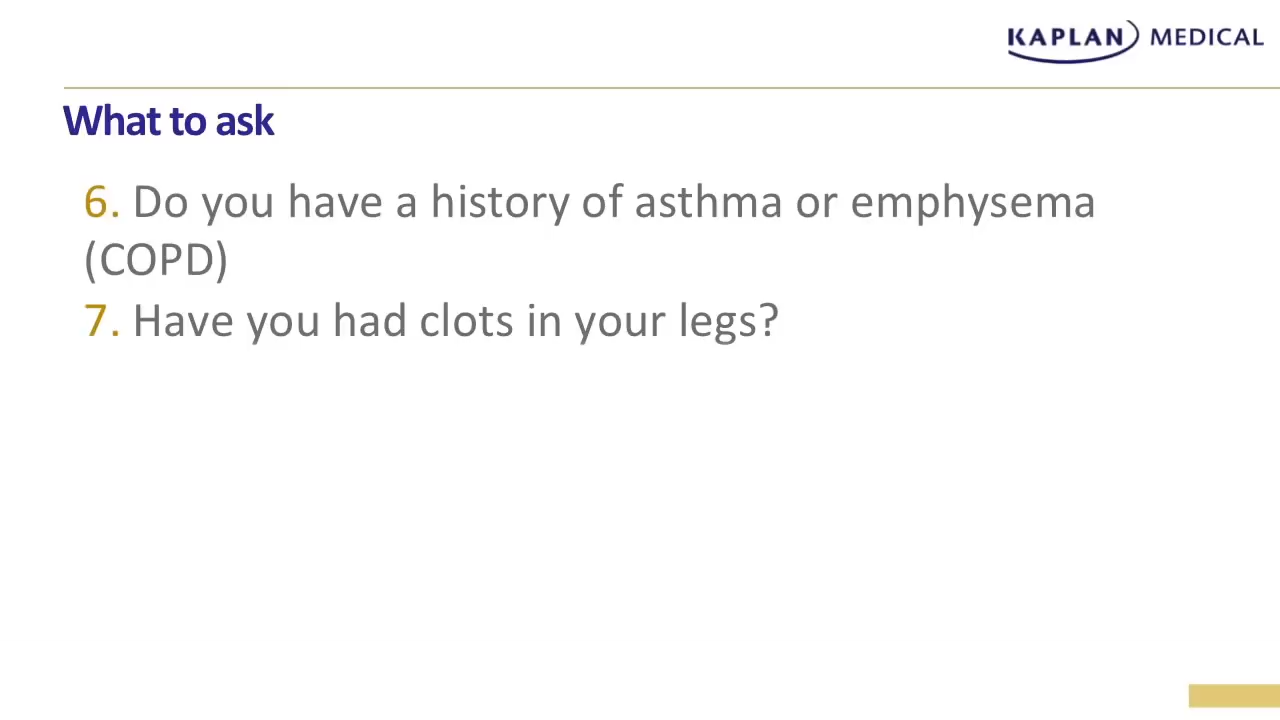 KAPLAN MEDICAL
What to ask
6. Do you have a history of asthma or emphysema
(COPD)
7. Have you had clots in your legs?